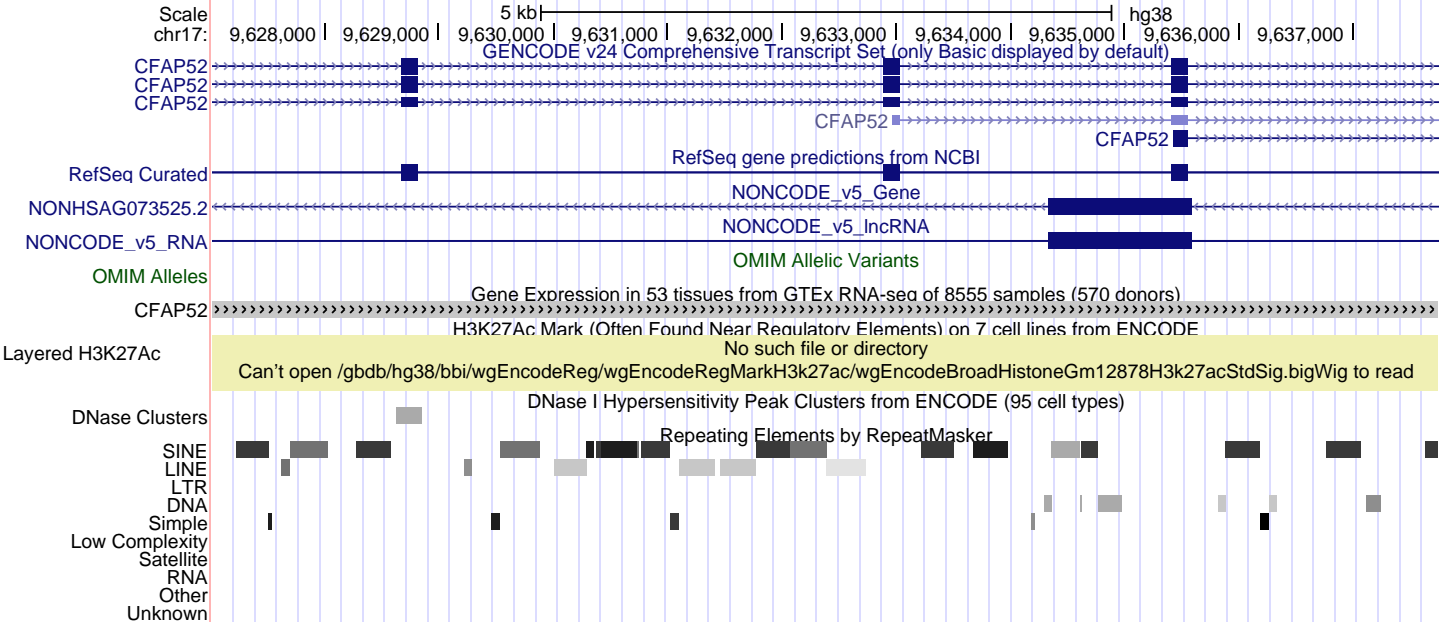 Scale 5 kb hg38
chr17: 9,628,000 9,629,000 9,630,000 9,631,000 9,632,000 9,633,000 9,634,000 9,635,000 9,636,000 9,637,000
GENCODE v24 Comprehensive Transcript Set (only Basic displayed by default)
CFAP52
CFAP52
CFAP52
CFAP52
CFAP52
RefSeq gene predictions from NCBI
RefSeq Curated
NONCODE_v5_Gene
NONHSAG073525.2
NONCODE_v5_lncRNA
NONCODE_v5_RNA
OMIM Allelic Variants
OMIM Alleles
Gene Expression in 53 tissues from GTEx RNA-seq of 8555 samples (570 donors)
CFAP52
H3K27Ac Mark (Often Found Near Regulatory Elements) on 7 cell lines from ENCODE
Layered H3K27Ac
No such file or directory
Can't open /gbdb/hg38/bbi/wgEncodeReg/wgEncodeRegMarkH3k27ac/wgEncodeBroadHistoneGm12878H3k27acStdSig.bigWig to read
DNase I Hypersensitivity Peak Clusters from ENCODE (95 cell types)
DNase Clusters
Repeating Elements by RepeatMasker
SINE
LINE
LTR
DNA
Simple
Low Complexity
Satellite
RNA
Other
Unknown